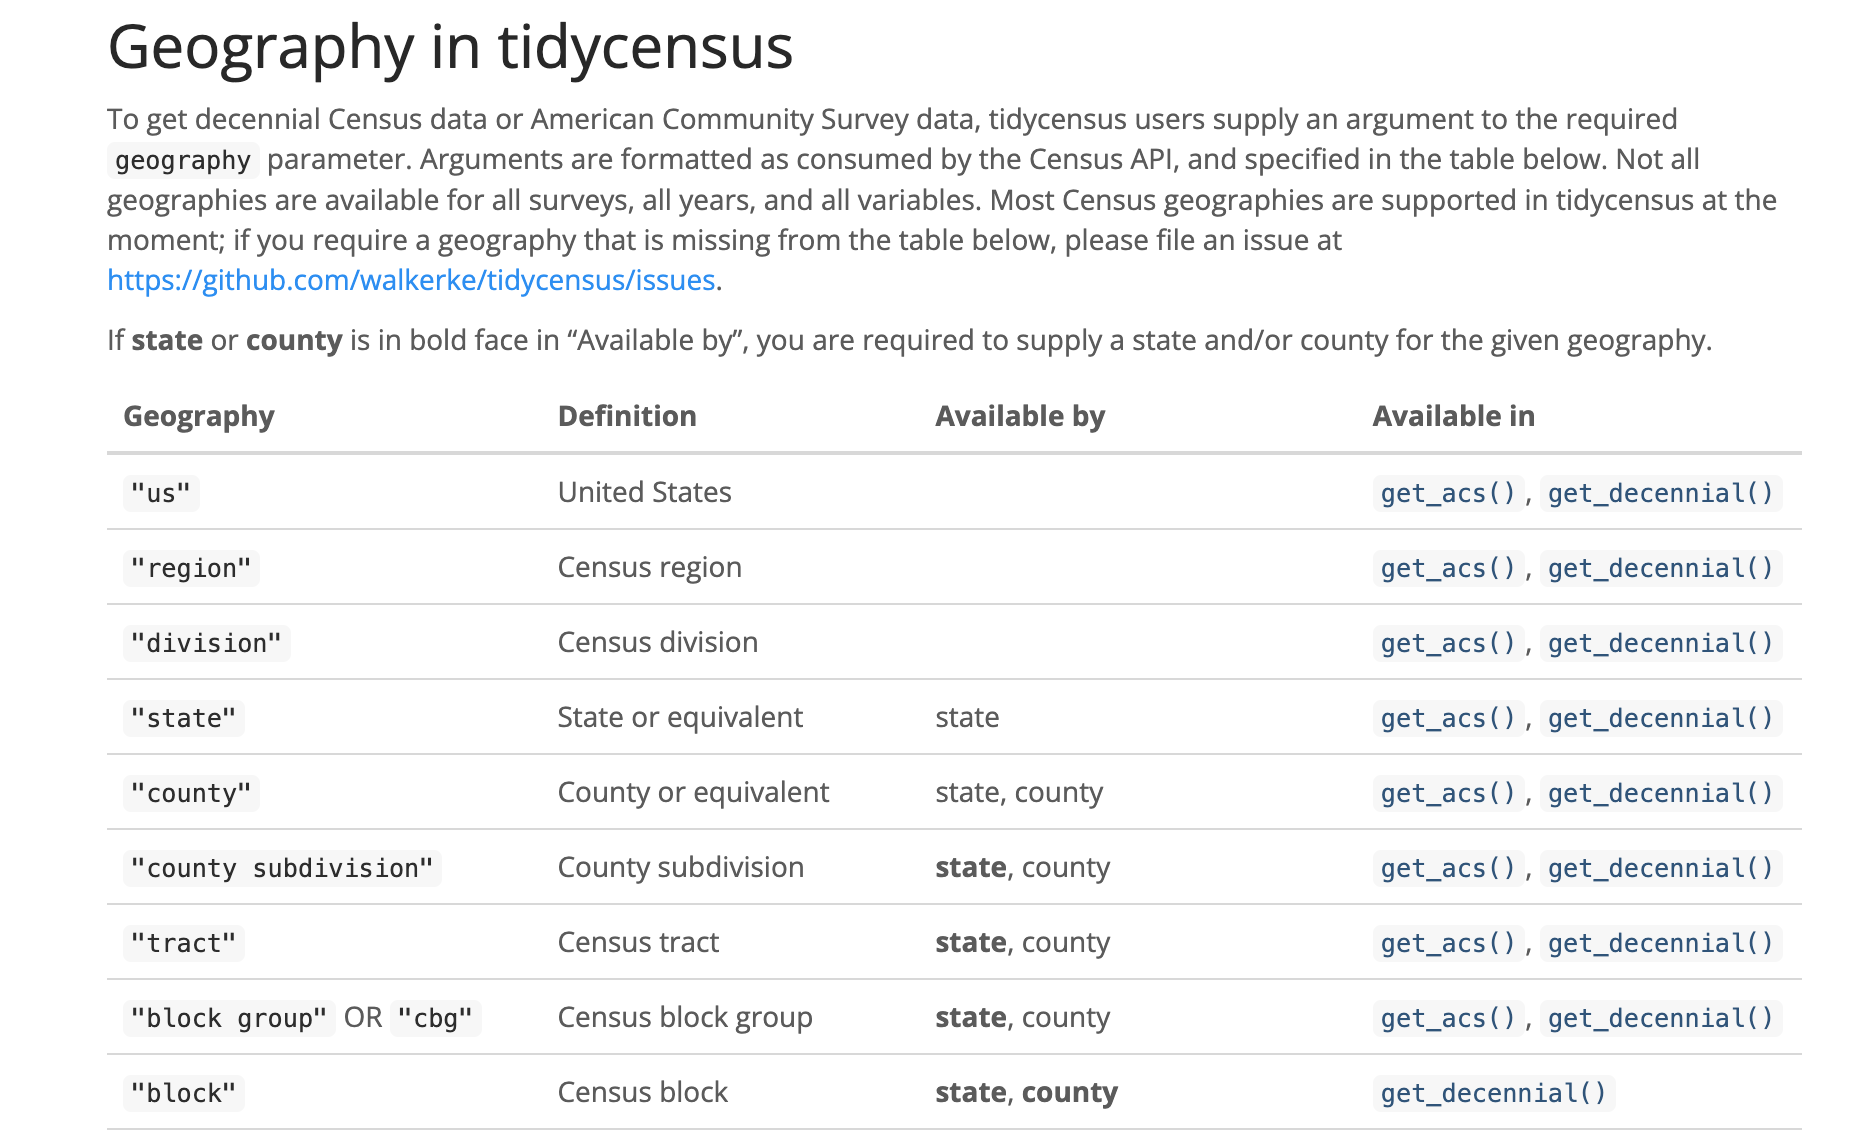 Geography in tidycensus
To get decennial Census data or American Community Survey data, tidycensus users supply an argument to the required
geography parameter. Arguments are formatted as consumed by the Census API, and specified in the table below. Not all
geographies are available for all surveys, all years, and all variables. Most Census geographies are supported in tidycensus at the
moment; if you require a geography that is missing from the table below, please file an issue at
https://github.com/walkerke/tidycensus/issues.
If state or county is in bold face in “Available by”, you are required to supply a state and/or county for the given geography.
Geography Definition Available by Available in
"us" United States get_acs(), get_decennial()
"region" Census region get_acs(), get_decennial()
"division" Census division get_acs(), get_decennial()
"state" State or equivalent state get_acs(), get_decennial()
"county" County or equivalent state, county get_acs(), get_decennial()
"county subdivision" County subdivision state, county get_acs(), get_decennial()
"tract" Census tract state, county get_acs(), get_decennial()
"block group" OR "cbg" Census block group state, county get_acs(), get_decennial()
"block" Census block state, county get_decennial()